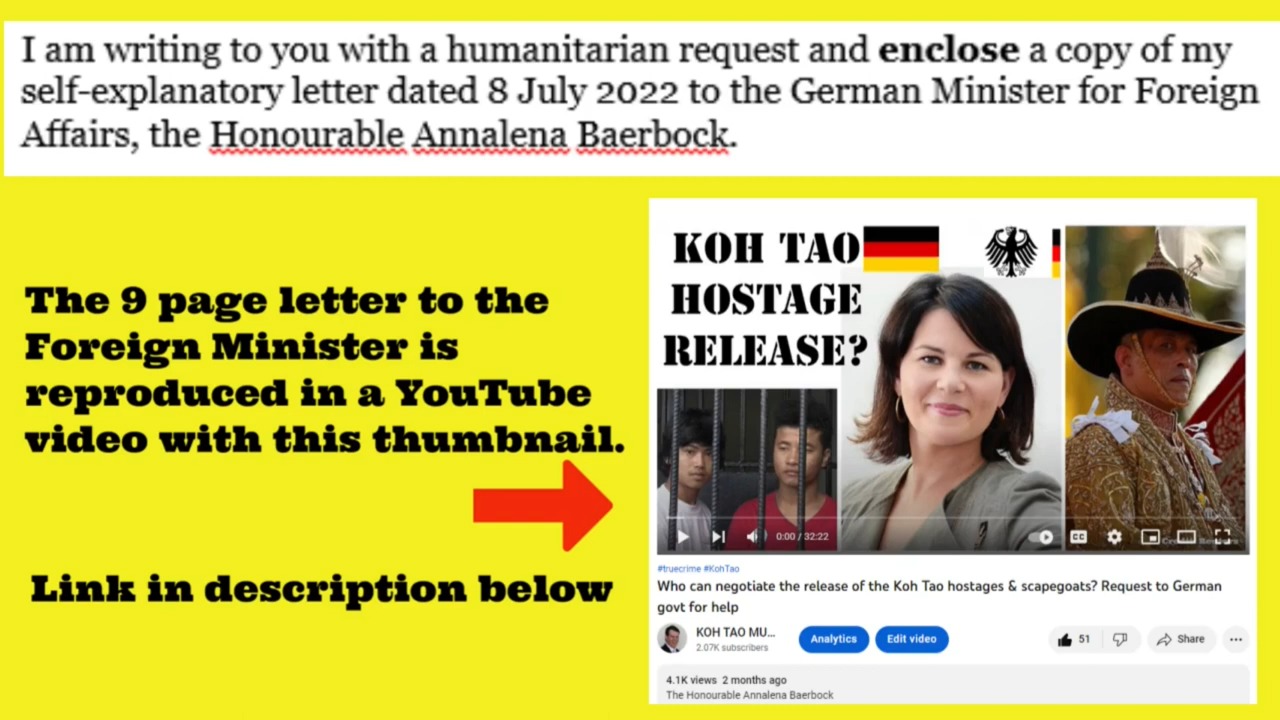 I am writing to you with a humanitarian request and enclose a copy of my
self-explanatory letter dated 8 July 2022 to the German Minister for Foreign
Affairs, the Honourable Annalena Baerbock.
The 9 page letter to the
Foreign Minister is
reproduced in a YouTube
video with this thumbnail.
Link in description below
KOH TAO
HOSTAGE
RELEASE?
0:00 / 32:22
CC
#truecrime #KohTao
Who can negotiate the release of the Koh Tao hostages & scapegoats? Request to German
govt for help
KOH TAO MU...
2.07K subscribers
Analytics
Edit video
51
Share
4.1K views 2 months ago
The Honourable Annalena Baerbock